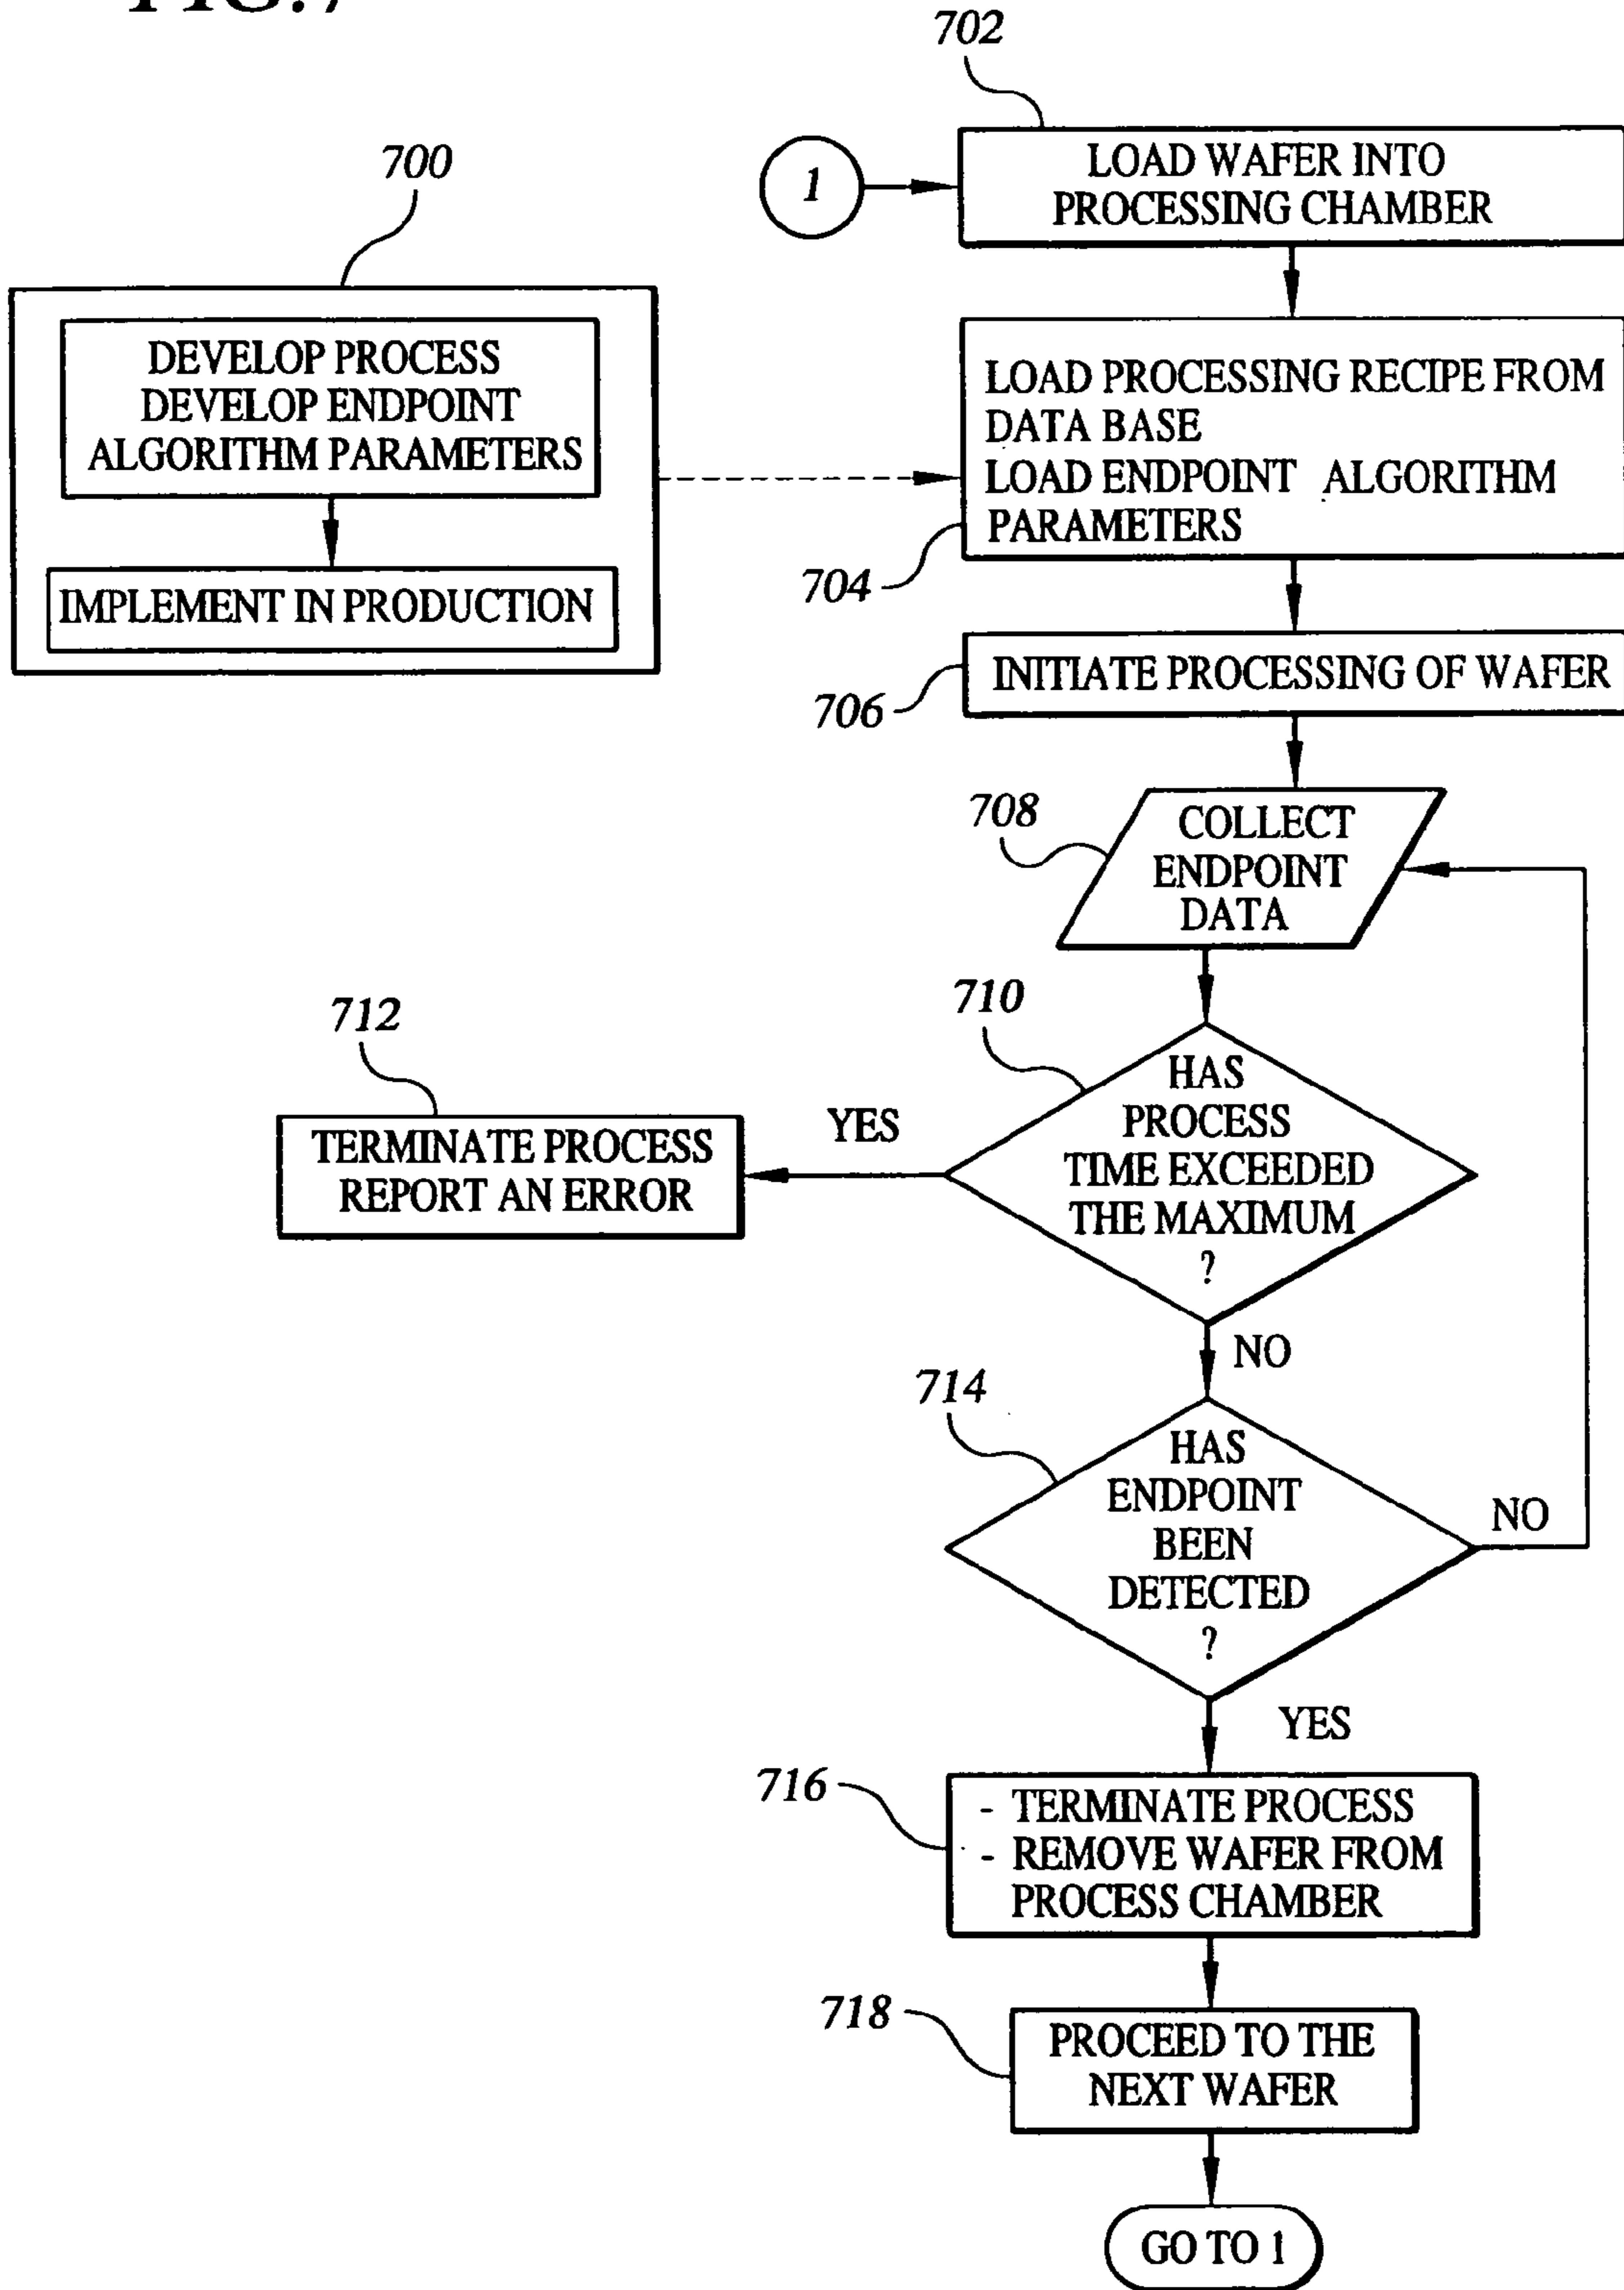 FIG. 7
702
1
LOAD WAFER INTO
PROCESSING CHAMBER
700
DEVELOP PROCESS
DEVELOP ENDPOINT
ALGORITHM PARAMETERS
IMPLEMENT IN PRODUCTION
LOAD PROCESSING RECIPE FROM
DATA BASE
LOAD ENDPOINT ALGORITHM
PARAMETERS
704
INITIATE PROCESSING OF WAFER
706
708
COLLECT
ENDPOINT
DATA
710
HAS
PROCESS
TIME EXCEEDED
THE MAXIMUM
?
YES
712
TERMINATE PROCESS
REPORT AN ERROR
NO
714
HAS
ENDPOINT
BEEN
DETECTED
?
NO
YES
716
- TERMINATE PROCESS
- REMOVE WAFER FROM
PROCESS CHAMBER
718
PROCEED TO THE
NEXT WAFER
GO TO 1